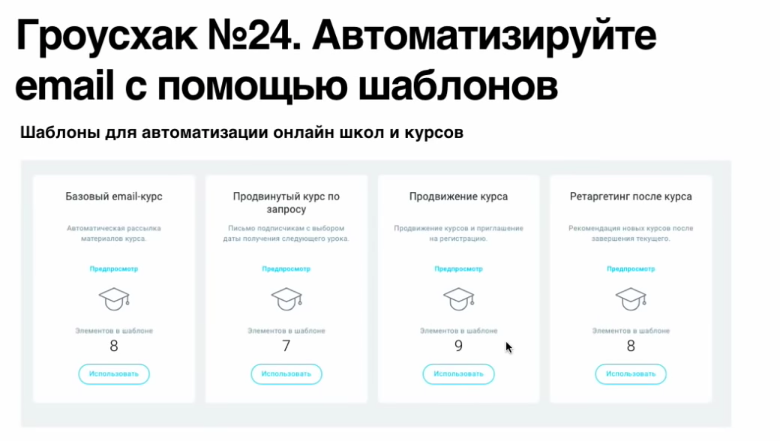 Гроусхак №24. Автоматизируйте
email с помощью шаблонов
Шаблоны для автоматизации онлайн школ и курсов
Базовый email-курс
Автоматическая рассылка
материалов курса.
Предпросмотр
Элементов в шаблоне
8
Использовать
Продвинутый курс по
запросу
Письмо подписчикам с выбором
даты получения следующего урока.
Предпросмотр
Элементов в шаблоне
7
Использовать
Продвижение курса
Продвижение курсов и приглашение
на регистрацию.
Предпросмотр
Элементов в шаблоне
9
Использовать
Ретаргетинг после курса
Рекомендация новых курсов после
завершения текущего.
Предпросмотр
Элементов в шаблоне
8
Использовать